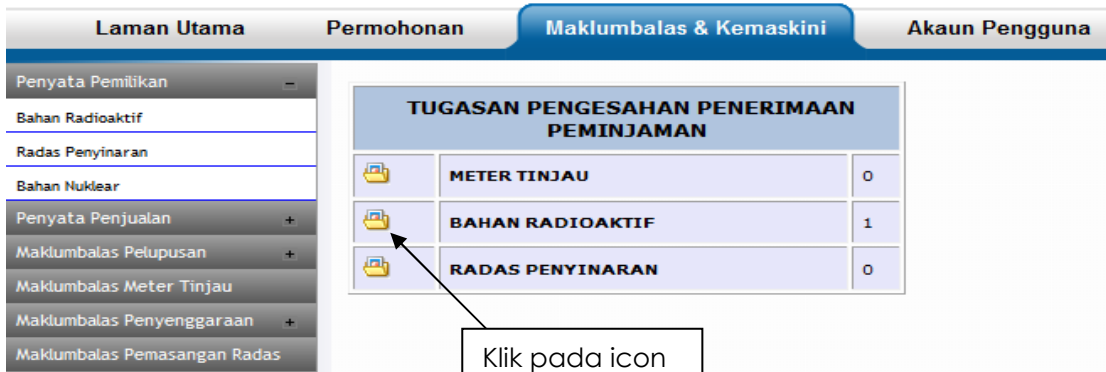 Laman Utama Permohonan Maklumbalas & Kemaskini Akaun Pengguna
Penyata Pemilikan -
Bahan Radioaktif
Radas Penyinaran
Bahan Nuklear
Penyata Penjualan +
Maklumbalas Pelupusan +
Maklumbalas Meter Tinjau
Maklumbalas Penyenggaraan +
Maklumbalas Pemasangan Radas
TUGASAN PENGESAHAN PENERIMAAN
PEMINJAMAN
METER TINJAU 0
BAHAN RADIOAKTIF 1
RADAS PENYINARAN 0
Klik pada icon